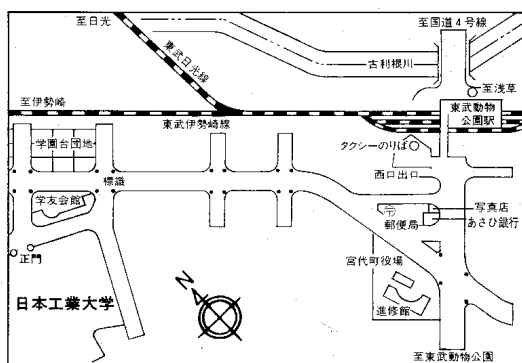 至日光
至国道4号線
東武日光線
古利根川
至浅草
至伊勢崎
東武動物
公園駅
東武伊勢崎線
学園台団地
タクシーのりば
標識
西口出口
学友会館
写真店
あさひ銀行
郵便局
正門
宮代町役場
日本工業大学
進修館
N
至東武動物公園